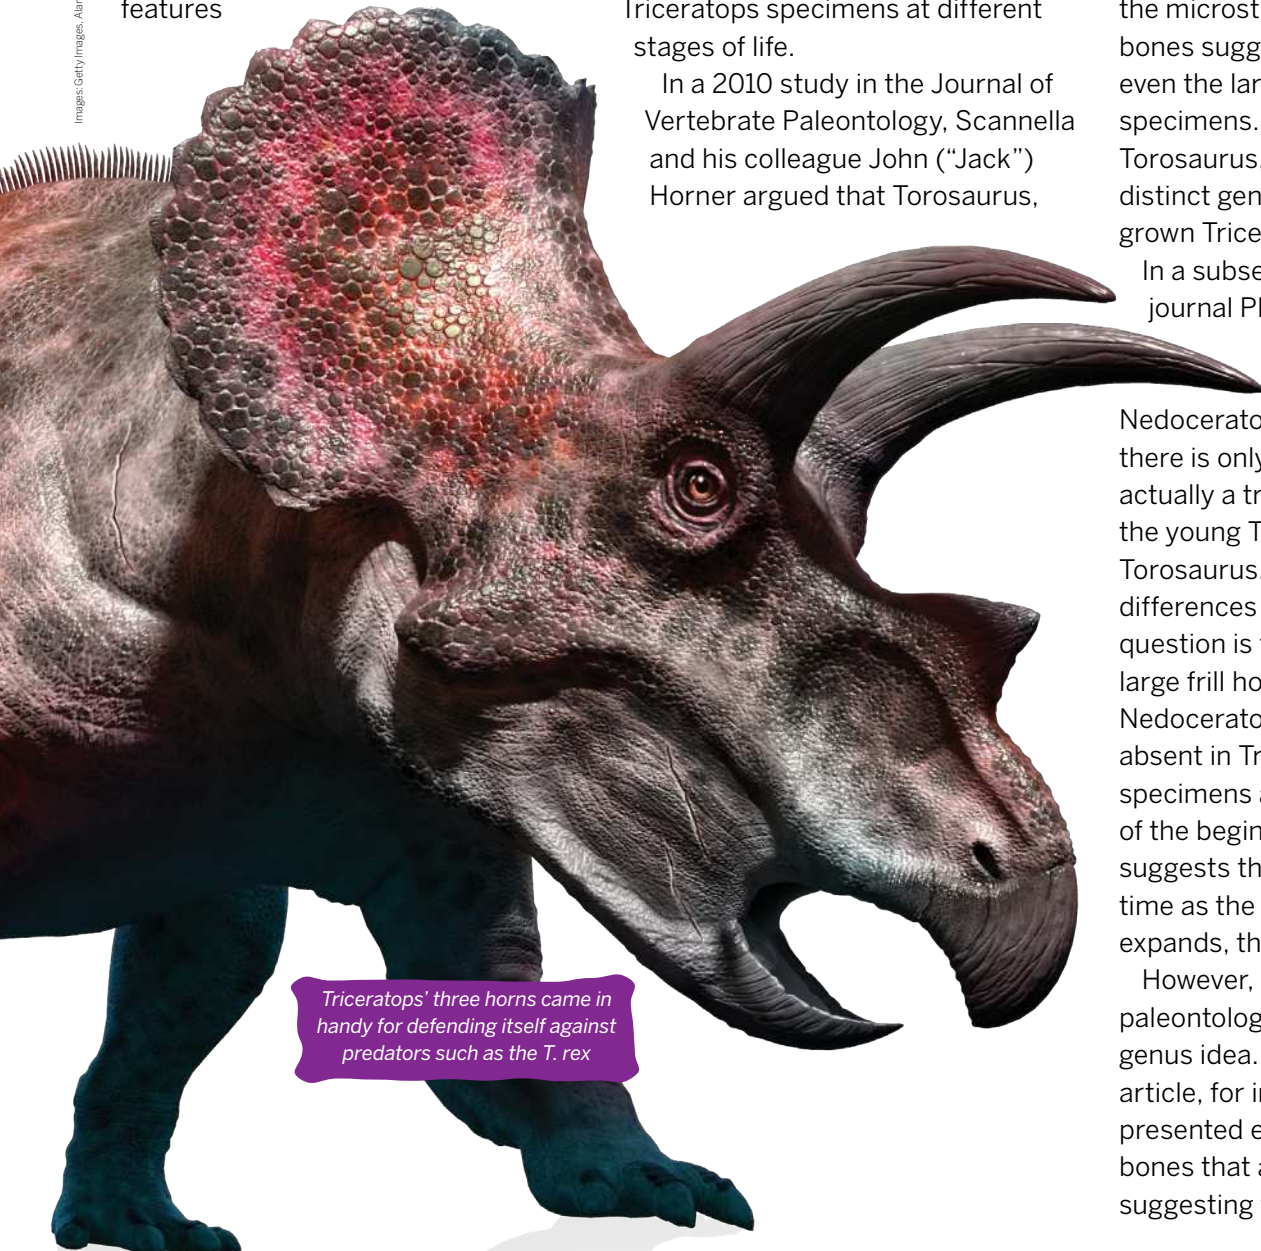 features
Images: Getty Images, Alar
Triceratops specimens at different
stages of life.
In a 2010 study in the Journal of
Vertebrate Paleontology, Scannella
and his colleague John (“Jack”)
Horner argued that Torosaurus,
Triceratops’ three horns came in
handy for defending itself against
predators such as the T. rex
the microst
bones sugg
even the lar
specimens.
Torosaurus,
distinct gen
grown Trice
In a subse
journal Pl
Nedocerato
there is only
actually a tr
the young T
Torosaurus.
differences
question is
large frill ho
Nedocerato
absent in Tr
specimens a
of the begin
suggests th
time as the
expands, th
However,
paleontolog
genus idea.
article, for i
presented e
bones that a
suggesting